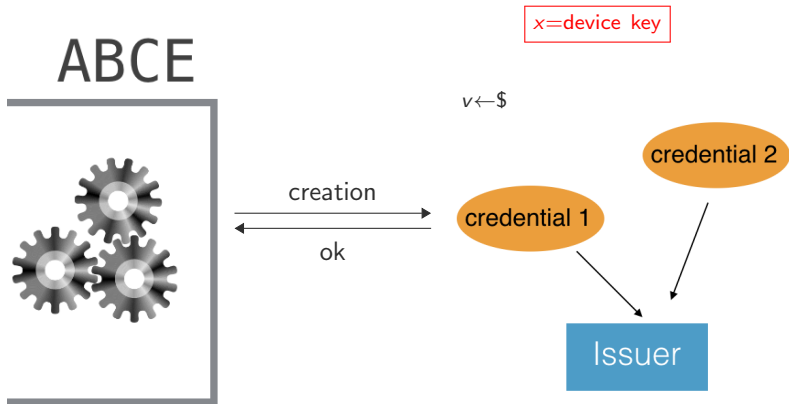 x=device key
ABCE
v←$
credential 2
creation
credential 1
ok
Issuer